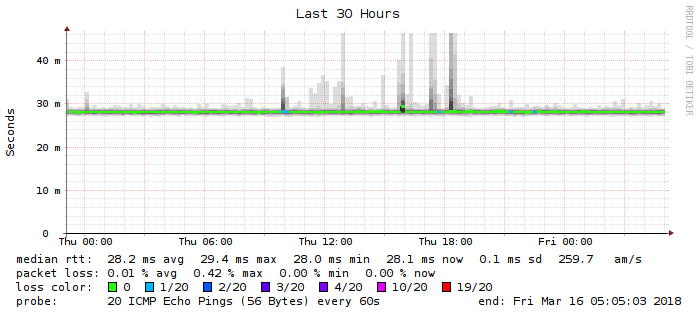 Last 30 Hours
RRDTOOL / TOBI OETIKER
Seconds
40 m
30 m
20 m
10 m
0
Thu 00:00 Thu 06:00 Thu 12:00 Thu 18:00 Fri 00:00
median rtt: 28.2 ms avg 29.4 ms max 28.0 ms min 28.1 ms now 0.1 ms sd 259.7 am/s
packet loss: 0.01 % avg 0.42 % max 0.00 % min 0.00 % now
loss color: 0 1/20 2/20 3/20 4/20 10/20 19/20
probe: 20 ICMP Echo Pings (56 Bytes) every 60s end: Fri Mar 16 05:05:03 2018